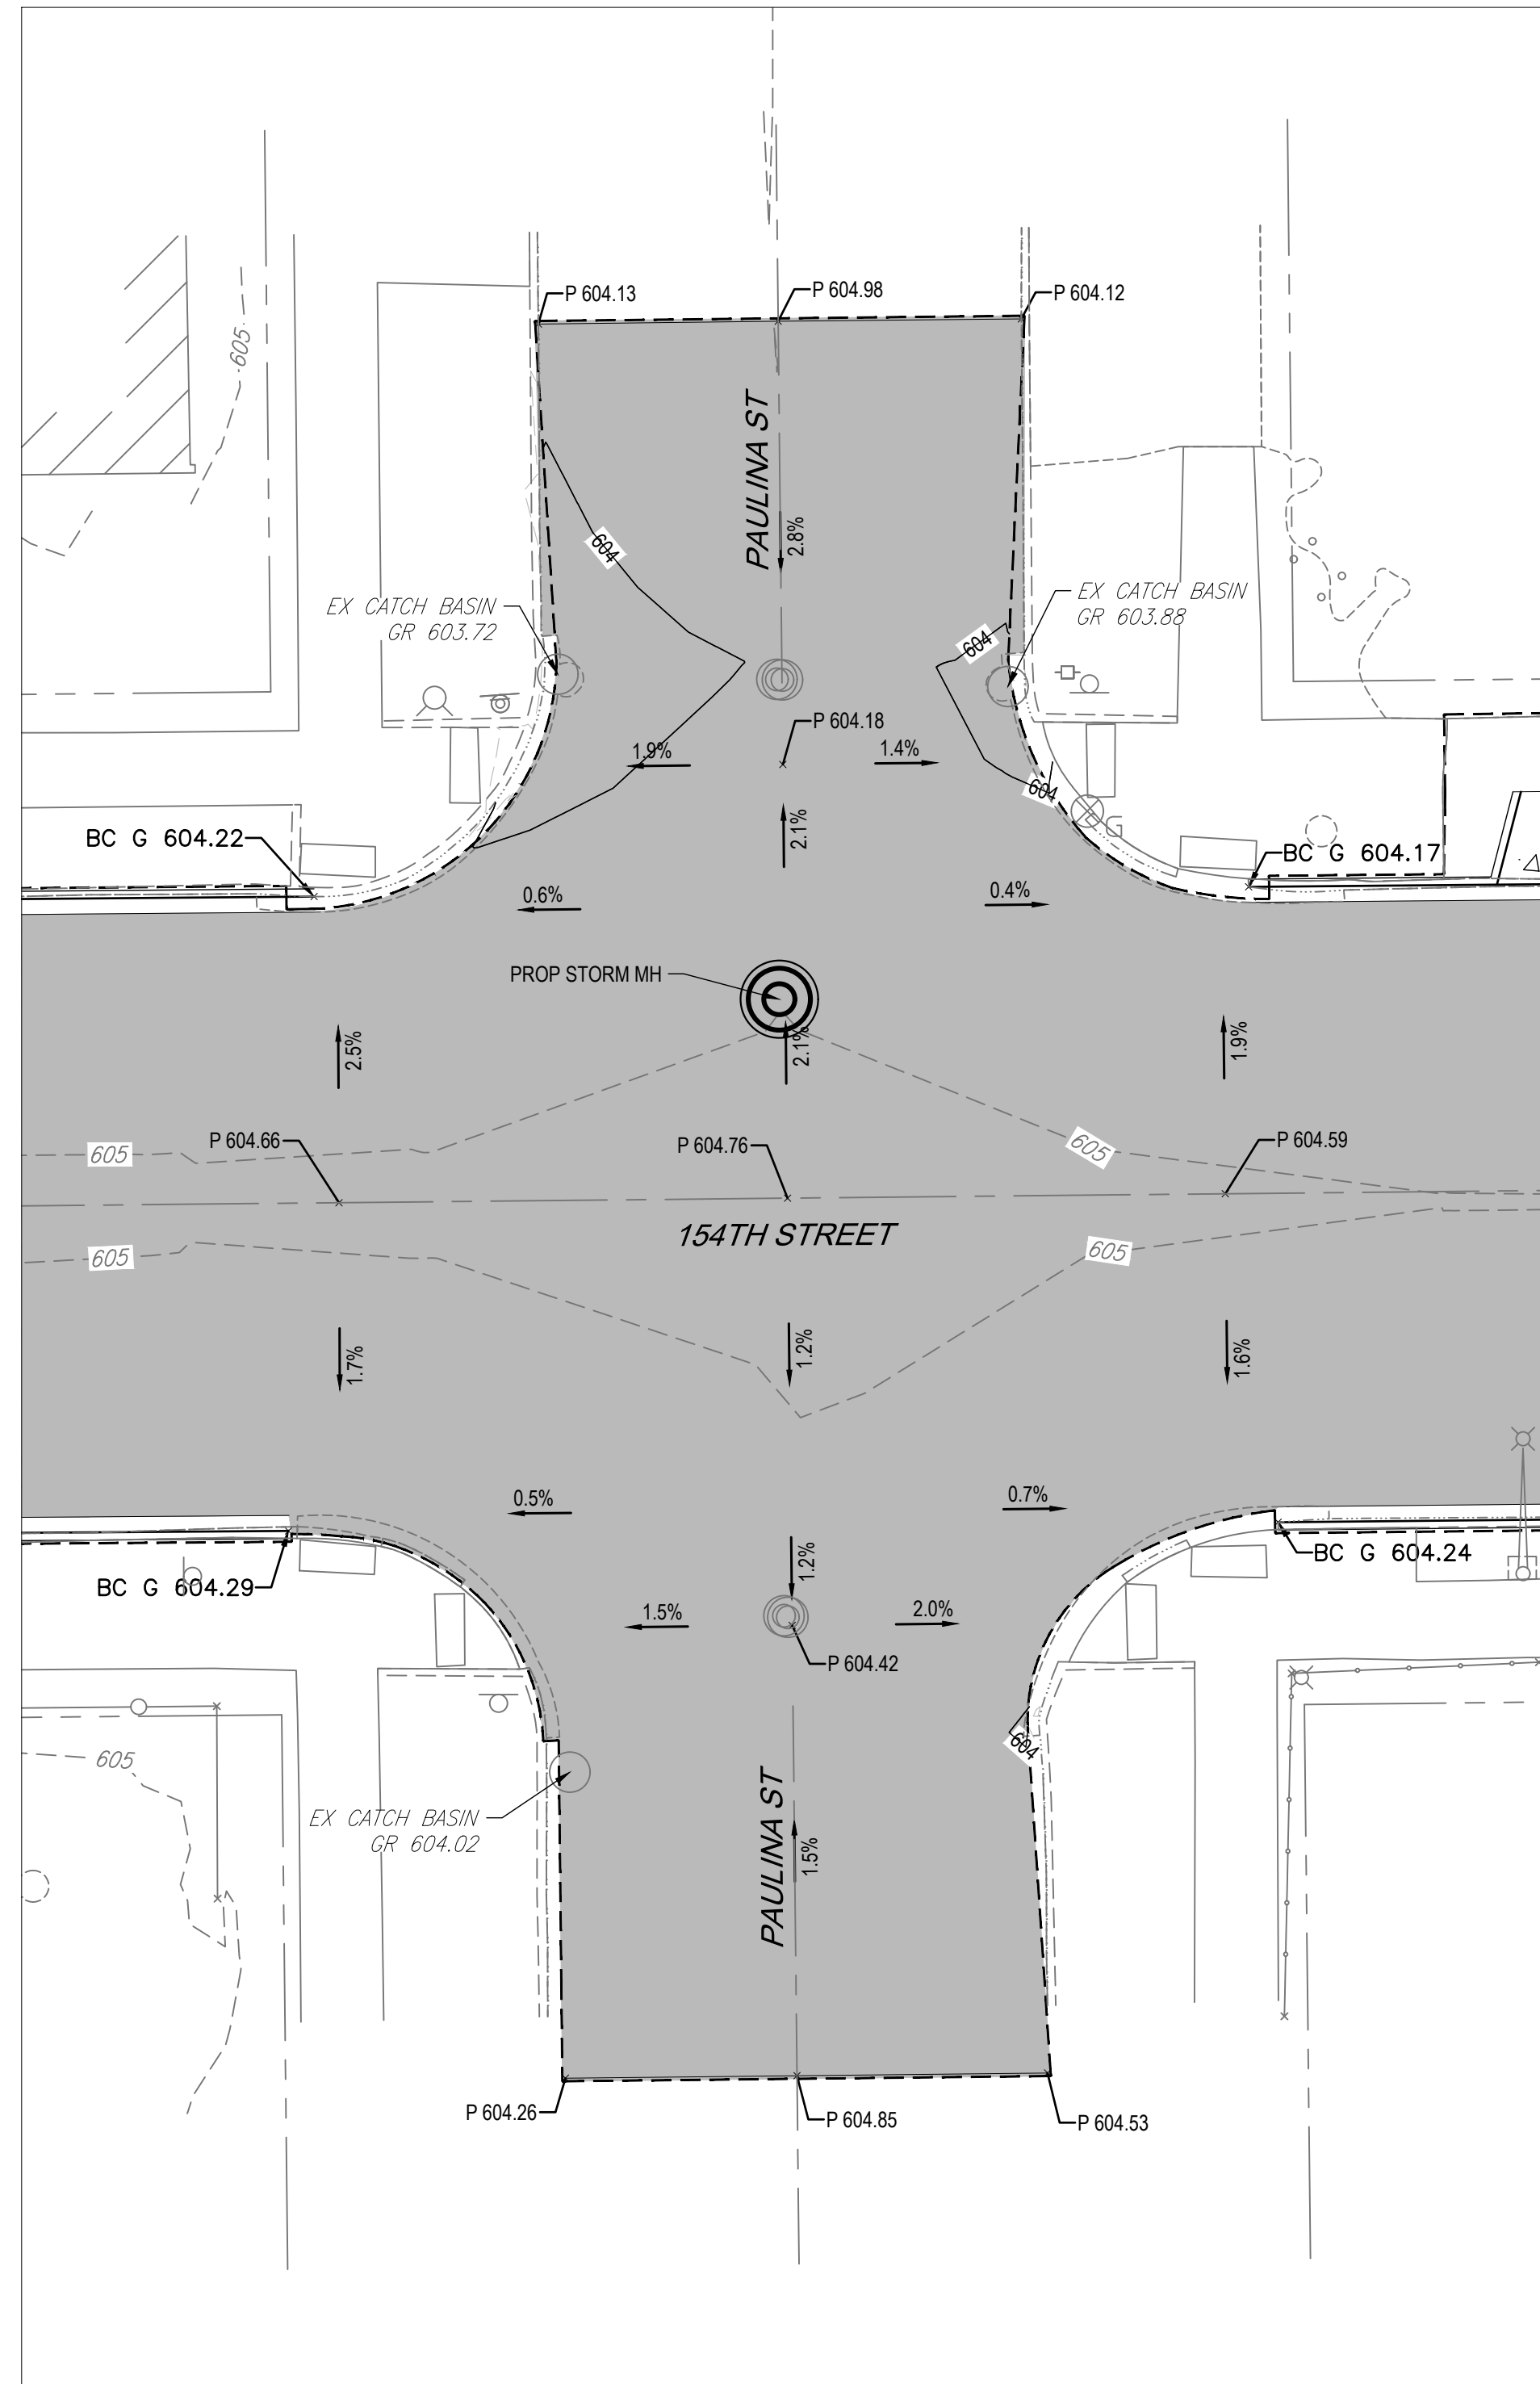 P 604.13
P 604.98
P 604.12
605
PAULINA ST
2.8%
604
EX CATCH BASIN
GR 603.72
EX CATCH BASIN
GR 603.88
604
P 604.18
1.9%
1.4%
604
G
2.1%
BC G 604.22
BC G 604.17
0.6%
0.4%
PROP STORM MH
2.5%
2.1%
1.9%
605
P 604.66
P 604.76
605
P 604.59
154TH STREET
605
605
1.7%
1.2%
1.6%
0.5%
0.7%
1.2%
BC G 604.29
BC G 604.24
1.5%
2.0%
P 604.42
604
605
PAULINA ST
1.5%
EX CATCH BASIN
GR 604.02
P 604.26
P 604.85
P 604.53